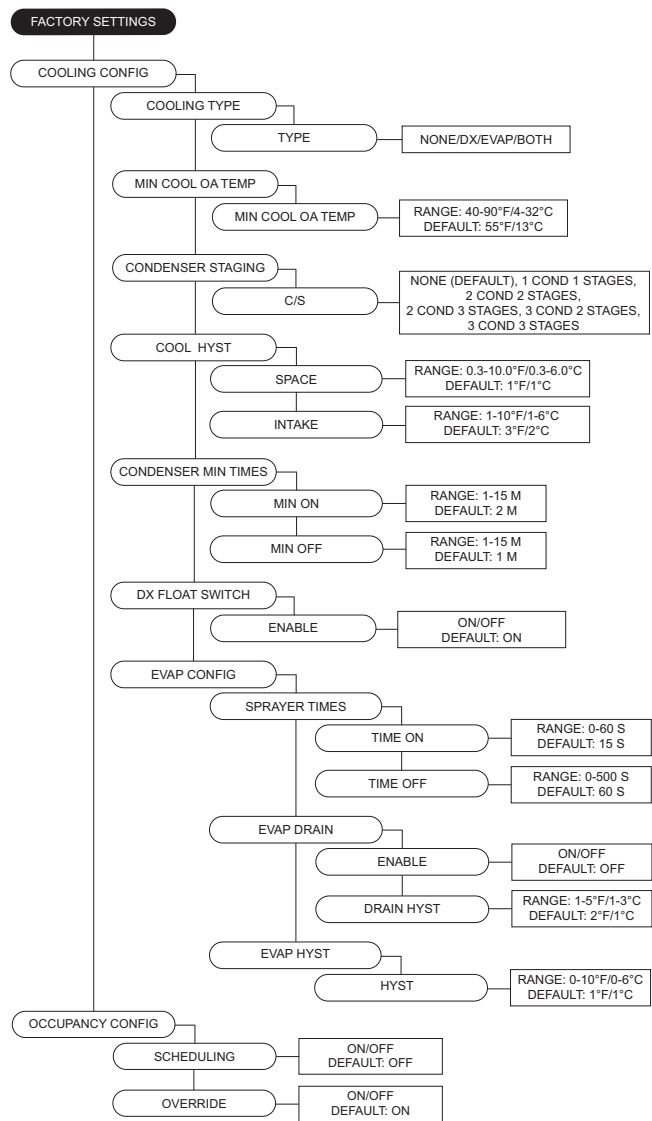 FACTORY SETTINGS
COOLING CONFIG
COOLING TYPE
TYPE
NONE/DX/EVAP/BOTH
MIN COOL OA TEMP
MIN COOL OA TEMP
RANGE: 40-90°F/4-32°C
DEFAULT: 55°F/13°C
CONDENSER STAGING
C/S
NONE (DEFAULT), 1 COND 1 STAGES,
2 COND 2 STAGES,
2 COND 3 STAGES, 3 COND 2 STAGES,
3 COND 3 STAGES
COOL HYST
SPACE
RANGE: 0.3-10.0°F/0.3-6.0°C
DEFAULT: 1°F/1°C
INTAKE
RANGE: 1-10°F/1-6°C
DEFAULT: 3°F/2°C
CONDENSER MIN TIMES
MIN ON
RANGE: 1-15 M
DEFAULT: 2 M
MIN OFF
RANGE: 1-15 M
DEFAULT: 1 M
DX FLOAT SWITCH
ENABLE
ON/OFF
DEFAULT: ON
EVAP CONFIG
SPRAYER TIMES
TIME ON
RANGE: 0-60 S
DEFAULT: 15 S
TIME OFF
RANGE: 0-500 S
DEFAULT: 60 S
EVAP DRAIN
ENABLE
ON/OFF
DEFAULT: OFF
DRAIN HYST
RANGE: 1-5°F/1-3°C
DEFAULT: 2°F/1°C
EVAP HYST
HYST
RANGE: 0-10°F/0-6°C
DEFAULT: 1°F/1°C
OCCUPANCY CONFIG
SCHEDULING
ON/OFF
DEFAULT: OFF
OVERRIDE
ON/OFF
DEFAULT: ON